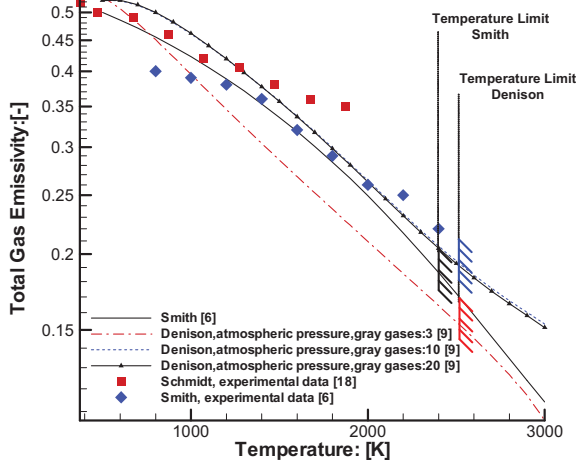 Temperature Limit
Smith
Temperature Limit
Denison
Total Gas Emissivity:[-]
0.5
0.45
0.4
0.35
0.3
0.25
0.2
0.15
Smith [6]
Denison,atmospheric pressure,gray gases:3 [9]
Denison,atmospheric pressure,gray gases:10 [9]
Denison,atmospheric pressure,gray gases:20 [9]
Schmidt, experimental data [18]
Smith, experimental data [6]
1000
2000
3000
Temperature: [K]